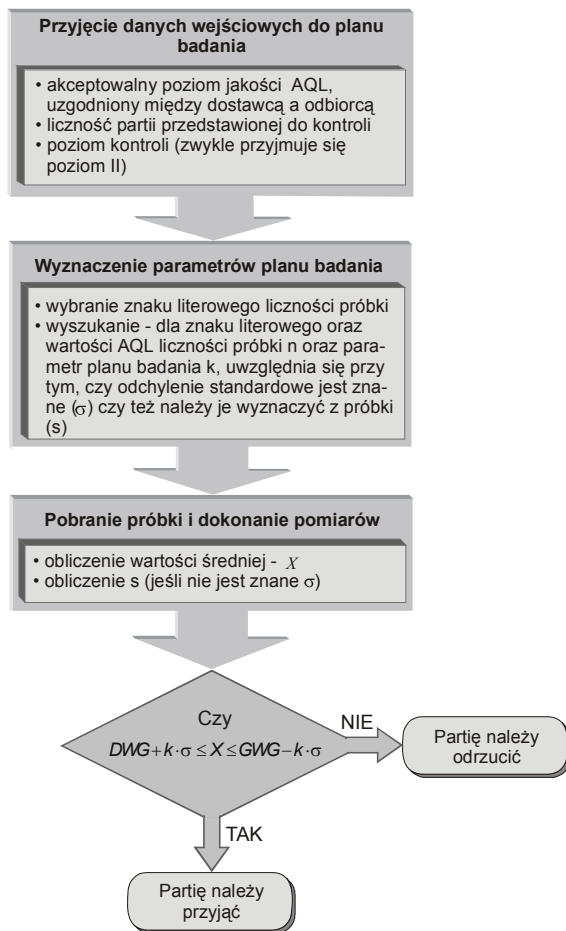 Przyjęcie danych wejściowych do planu
badania
• akceptowalny poziom jakości AQL,
uzgodniony między dostawcą a odbiorcą
• liczność partii przedstawionej do kontroli
• poziom kontroli (zwykle przyjmuje się
poziom II)
Wyznaczenie parametrów planu badania
• wybranie znaku literowego liczności próbki
• wyszukanie - dla znaku literowego oraz
wartości AQL liczności próbki n oraz para-
metr planu badania k, uwzględnia się przy
tym, czy odchylenie standardowe jest zna-
ne (σ) czy też należy je wyznaczyć z próbki
(s)
Pobranie próbki i dokonanie pomiarów
• obliczenie wartości średniej - X
• obliczenie s (jeśli nie jest znane σ)
Czy
DWG+k·σ ≤ X ≤ GWG−k·σ
NIE
Partię należy
odrzucić
TAK
Partię należy
przyjąć